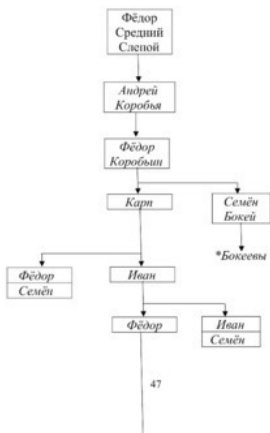 Фёдор
Средний
Слепой
Андрей
Коробья
Фёдор
Коробьин
Карп
Семён
Бокей
*Бокеевы
Фёдор
Семён
Иван
Фёдор
Иван
Семён
47